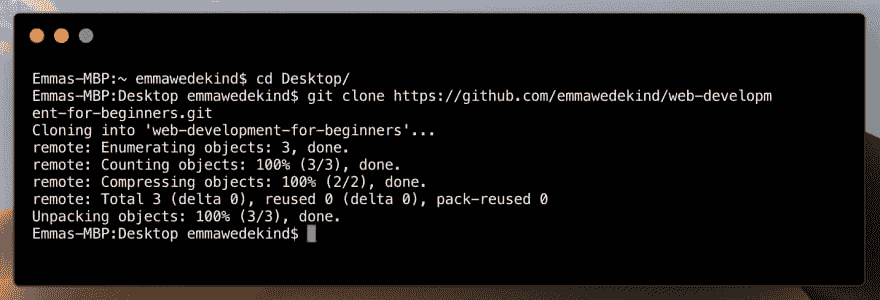 Emmas-MBP:~ emmawedekind$ cd Desktop/
Emmas-MBP:Desktop emmawedekind$ git clone https://github.com/emmawedekind/web-developm
ent-for-beginners.git
Cloning into 'web-development-for-beginners'...
remote: Enumerating objects: 3, done.
remote: Counting objects: 100% (3/3), done.
remote: Compressing objects: 100% (2/2), done.
remote: Total 3 (delta 0), reused 0 (delta 0), pack-reused 0
Unpacking objects: 100% (3/3), done.
Emmas-MBP:Desktop emmawedekind$